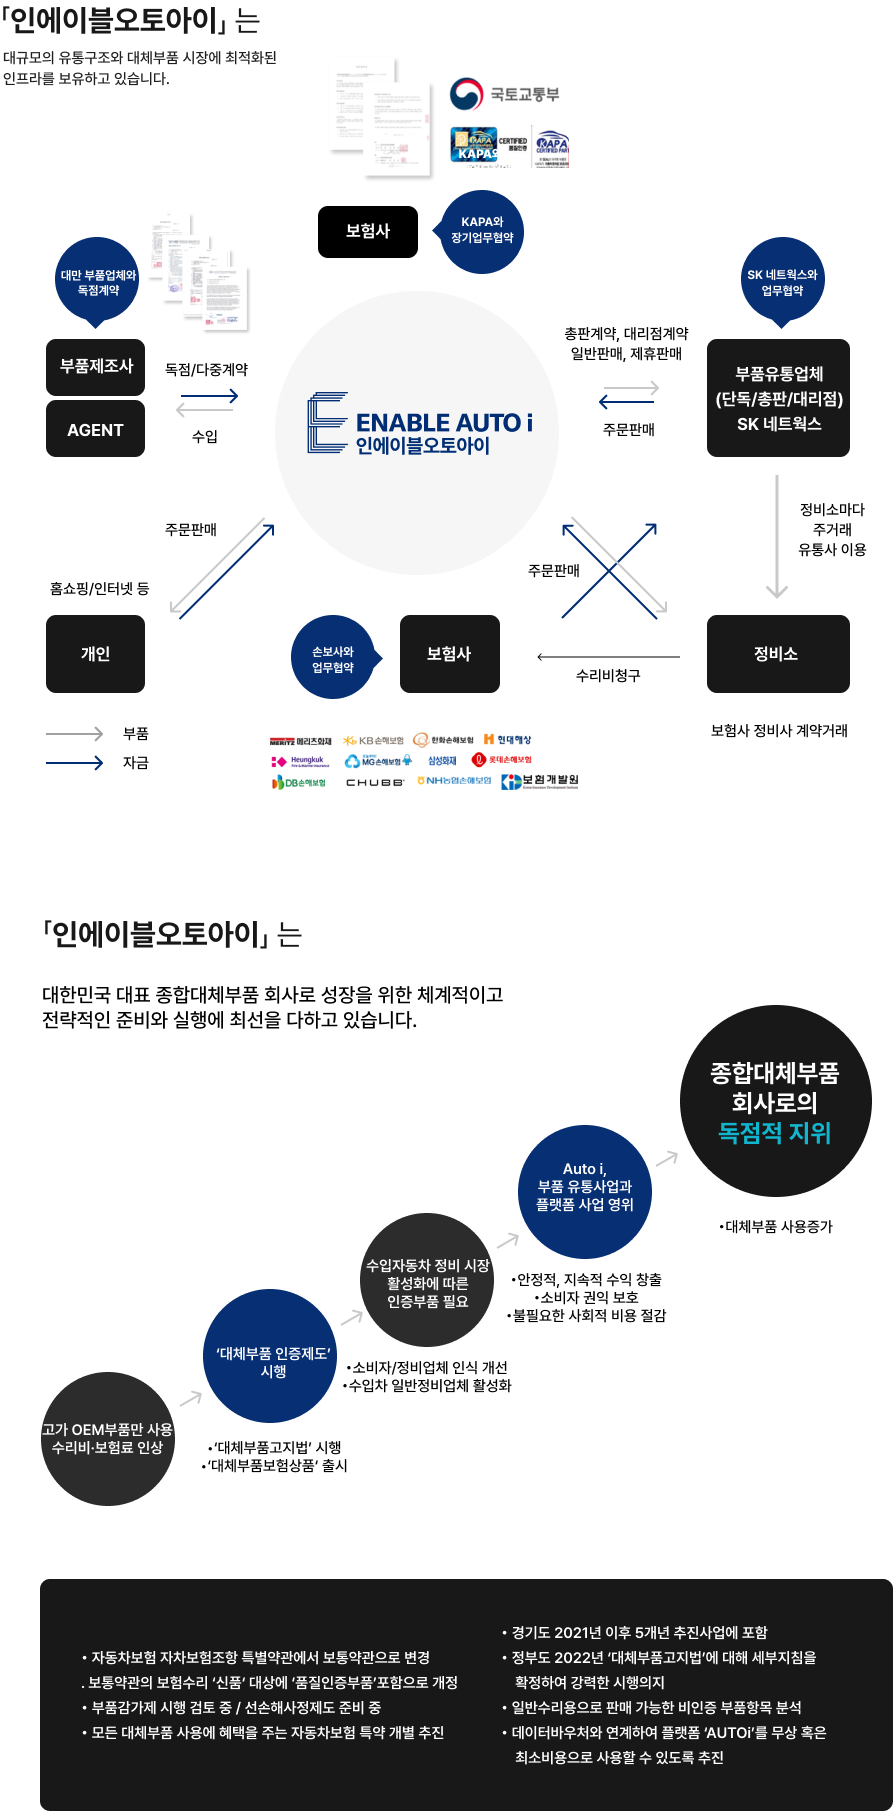 「인에이블오토아이」 는
대규모의 유통구조와 대체부품 시장에 최적화된
인프라를 보유하고 있습니다.
국토교통부
KAPA
CERTIFIED
품질인증
KAPA
CERTIFIED PART
KAPA와
보험사
KAPA와
장기업무협약
대만 부품업체와
독점계약
SK 네트웍스와
업무협약
부품제조사
AGENT
독점/다중계약
수입
ENABLE AUTO i
인에이블오토아이
총판계약, 대리점계약
일반판매, 제휴판매
주문판매
부품유통업체
(단독/총판/대리점)
SK 네트웍스
정비소마다
주거래
유통사 이용
주문판매
주문판매
홈쇼핑/인터넷 등
개인
손보사와
업무협약
보험사
수리비청구
정비소
보험사 정비사 계약거래
부품
자금
MERITZ 메리츠화재
KB손해보험
한화손해보험
현대해상
Heungkuk
Fire & Marine Insurance
MG손해보험
삼성화재
롯데손해보험
DB손해보험
CHUBB
NH농협손해보험
KIDI 보험개발원
Korea Insurance Development Institute
「인에이블오토아이」 는
대한민국 대표 종합대체부품 회사로 성장을 위한 체계적이고
전략적인 준비와 실행에 최선을 다하고 있습니다.
종합대체부품
회사로의
독점적 지위
•대체부품 사용증가
Auto i,
부품 유통사업과
플랫폼 사업 영위
•안정적, 지속적 수익 창출
•소비자 권익 보호
•불필요한 사회적 비용 절감
수입자동차 정비 시장
활성화에 따른
인증부품 필요
•소비자/정비업체 인식 개선
•수입차 일반정비업체 활성화
‘대체부품 인증제도‘
시행
•‘대체부품고지법’ 시행
•‘대체부품보험상품‘ 출시
고가 OEM부품만 사용
수리비·보험료 인상
• 자동차보험 자차보험조항 특별약관에서 보통약관으로 변경
. 보통약관의 보험수리 ‘신품‘ 대상에 ‘품질인증부품’포함으로 개정
• 부품감가제 시행 검토 중 / 선손해사정제도 준비 중
• 모든 대체부품 사용에 혜택을 주는 자동차보험 특약 개별 추진
• 경기도 2021년 이후 5개년 추진사업에 포함
• 정부도 2022년 ‘대체부품고지법’에 대해 세부지침을
확정하여 강력한 시행의지
• 일반수리용으로 판매 가능한 비인증 부품항목 분석
• 데이터바우처와 연계하여 플랫폼 ‘AUTOi’를 무상 혹은
최소비용으로 사용할 수 있도록 추진